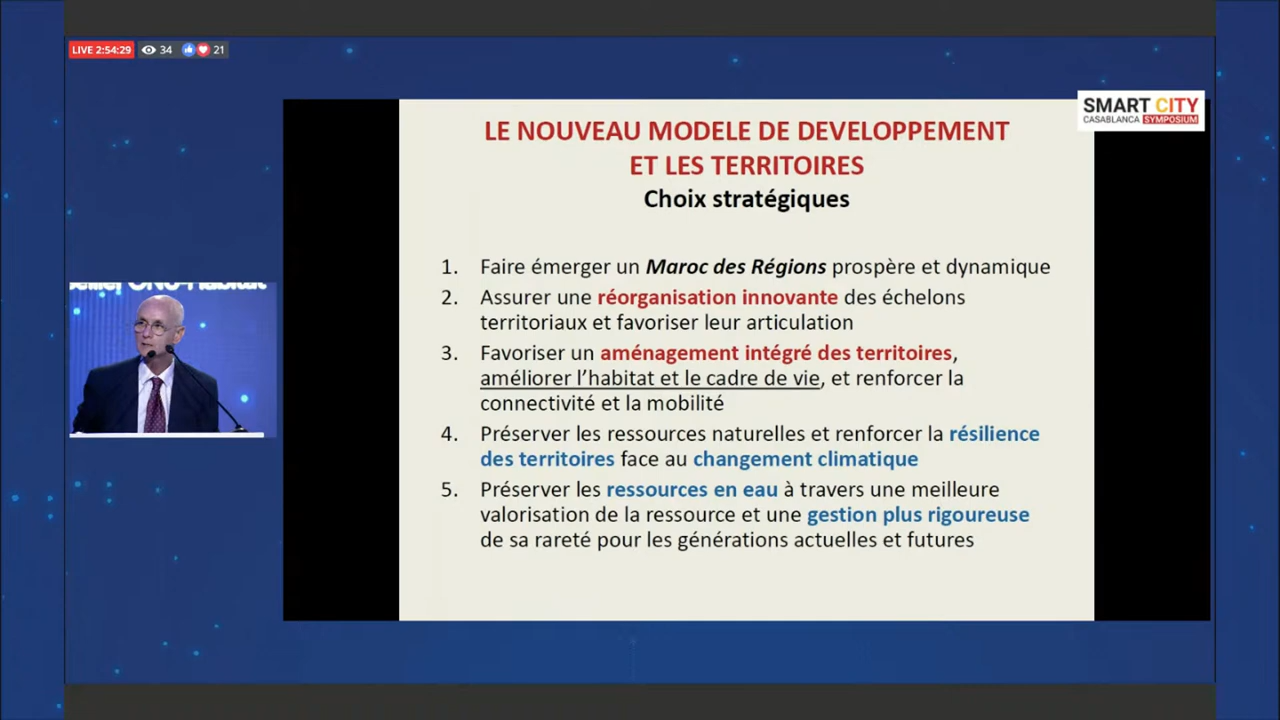 LIVE 2:54:29 34 21
SMART CITY
CASABLANCA SYMPOSIUM
LE NOUVEAU MODELE DE DEVELOPPEMENT
ET LES TERRITOIRES
Choix stratégiques
1. Faire émerger un Maroc des Régions prospère et dynamique
2. Assurer une réorganisation innovante des échelons
territoriaux et favoriser leur articulation
3. Favoriser un aménagement intégré des territoires,
améliorer l’habitat et le cadre de vie, et renforcer la
connectivité et la mobilité
4. Préserver les ressources naturelles et renforcer la résilience
des territoires face au changement climatique
5. Préserver les ressources en eau à travers une meilleure
valorisation de la ressource et une gestion plus rigoureuse
de sa rareté pour les générations actuelles et futures